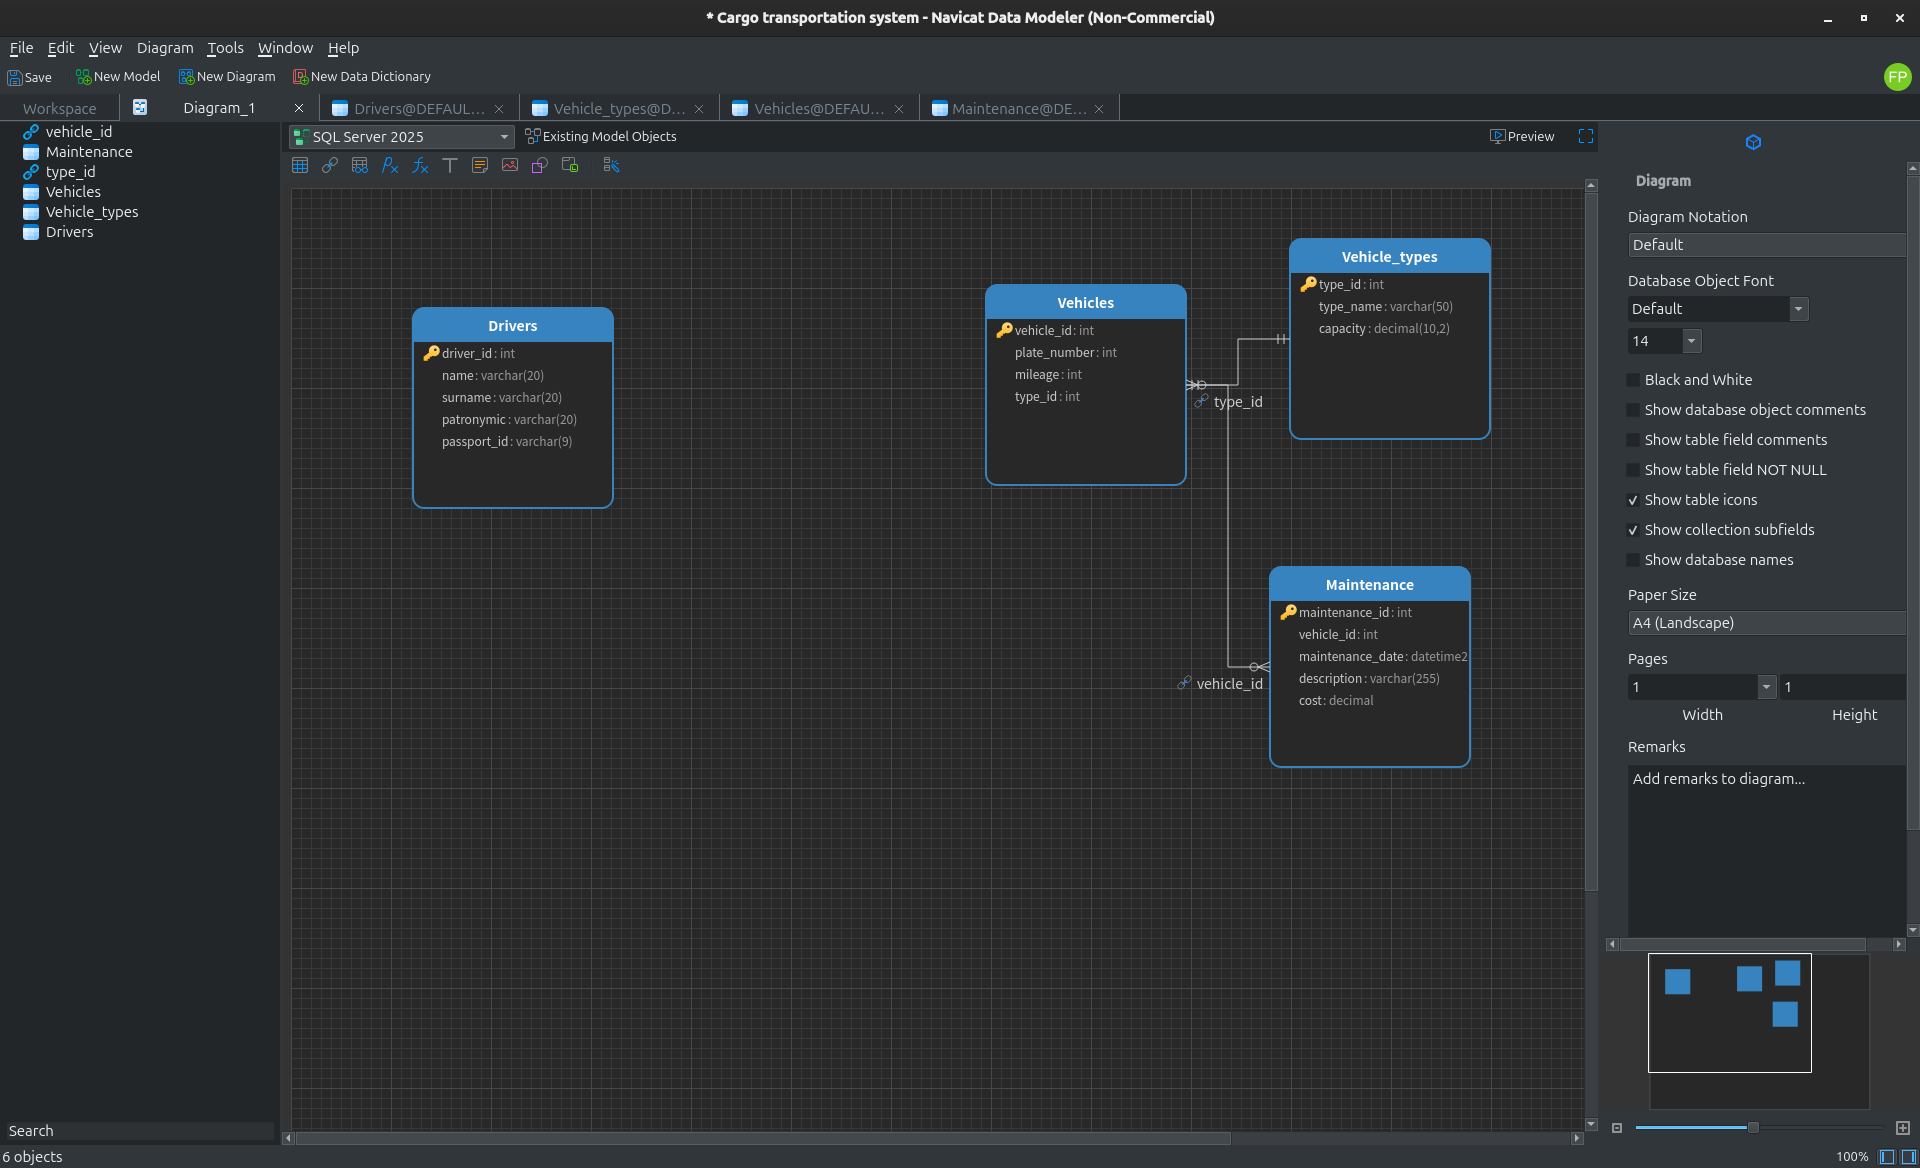 * Cargo transportation system - Navicat Data Modeler (Non-Commercial)
File Edit View Diagram Tools Window Help
Save New Model New Diagram New Data Dictionary
FP
Workspace Diagram_1 Drivers@DEFAUL... Vehicle_types@D... Vehicles@DEFAU... Maintenance@DE...
vehicle_id
Maintenance
type_id
Vehicles
Vehicle_types
Drivers
SQL Server 2025 Existing Model Objects Preview
Drivers
driver_id: int
name: varchar(20)
surname: varchar(20)
patronymic: varchar(20)
passport_id: varchar(9)
Vehicles
vehicle_id: int
plate_number: int
mileage: int
type_id: int
type_id
Vehicle_types
type_id: int
type_name: varchar(50)
capacity: decimal(10,2)
Maintenance
maintenance_id: int
vehicle_id: int
maintenance_date: datetime2
description: varchar(255)
cost: decimal
vehicle_id
Diagram
Diagram Notation
Default
Database Object Font
Default
14
Black and White
Show database object comments
Show table field comments
Show table field NOT NULL
Show table icons
Show collection subfields
Show database names
Paper Size
A4 (Landscape)
Pages
1 1
Width Height
Remarks
Add remarks to diagram...
Search
6 objects
100%